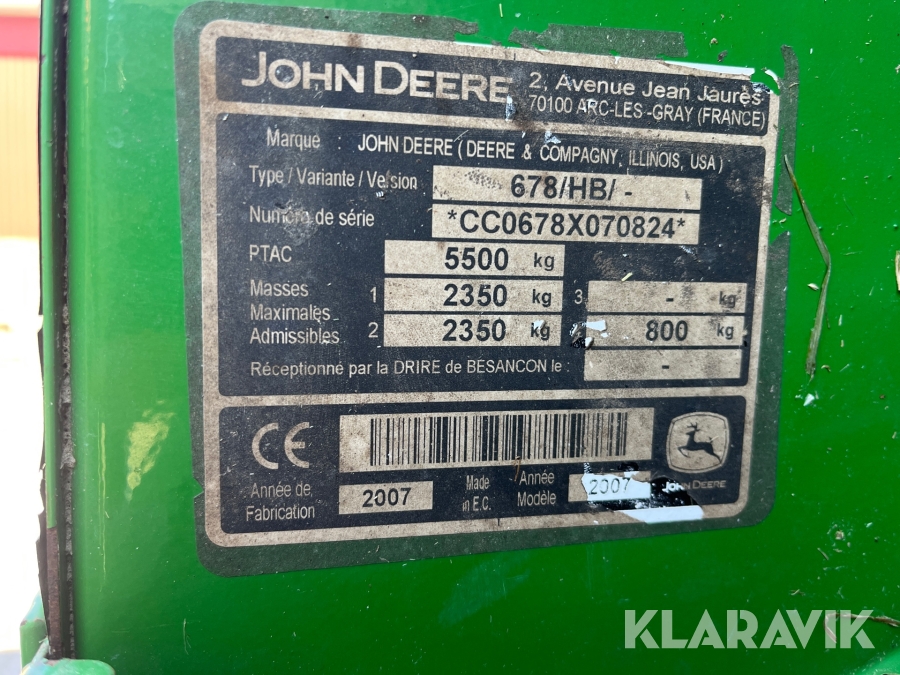 JOHN DEERE
2, Avenue Jean Jaurès
70100 ARC-LES-GRAY (FRANCE)
Marque : JOHN DEERE ( DEERE & COMPAGNY, ILLINOIS, USA )
Type / Variante / Version 678/HB/ -
Numéro de série *CC0678X070824*
PTAC 5500 kg
Masses Maximales Admissibles
1 2350 kg 3 - kg
2 2350 kg 800 kg
Réceptionné par la DRIRE de BESANCON le : -
CE
Année de Fabrication 2007
Made in E.C.
Année Modèle 2007
JOHN DEERE
KLARAVIK